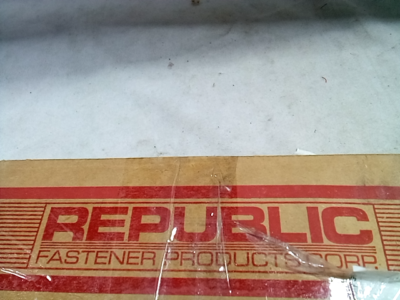 REPUBLIC
FASTENER PRODUCTS CORP.